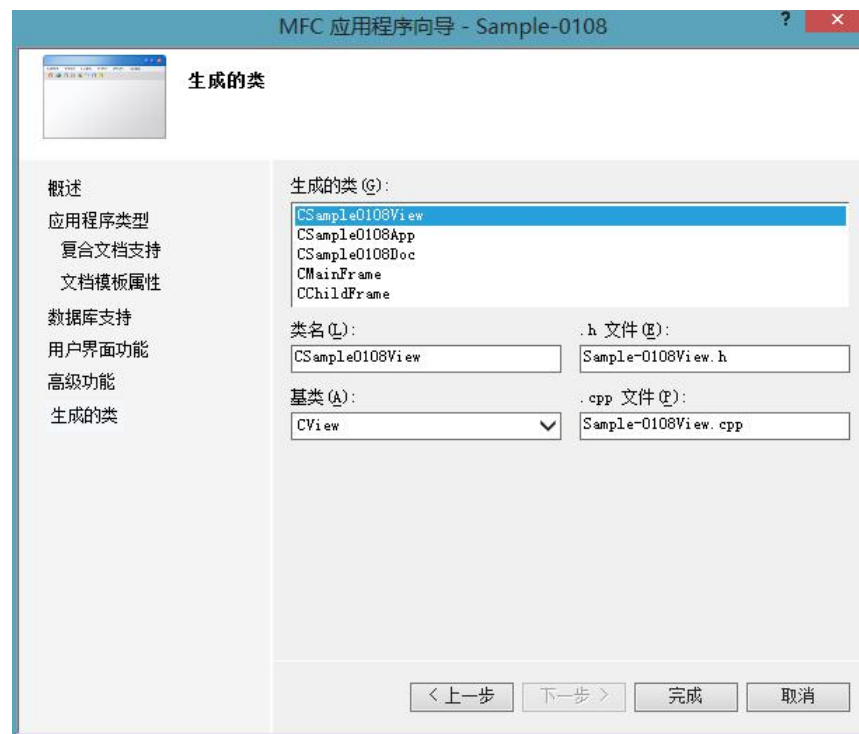 MFC 应用程序向导 - Sample-0108
?
×
生成的类
概述
应用程序类型
复合文档支持
文档模板属性
数据库支持
用户界面功能
高级功能
生成的类
生成的类(G):
CSample0108View
CSample0108App
CSample0108Doc
CMainFrame
CChildFrame
类名(L):
.h 文件(E):
CSample0108View
Sample-0108View.h
基类(A):
.cpp 文件(P):
CView
Sample-0108View.cpp
< 上一步
下一步 >
完成
取消